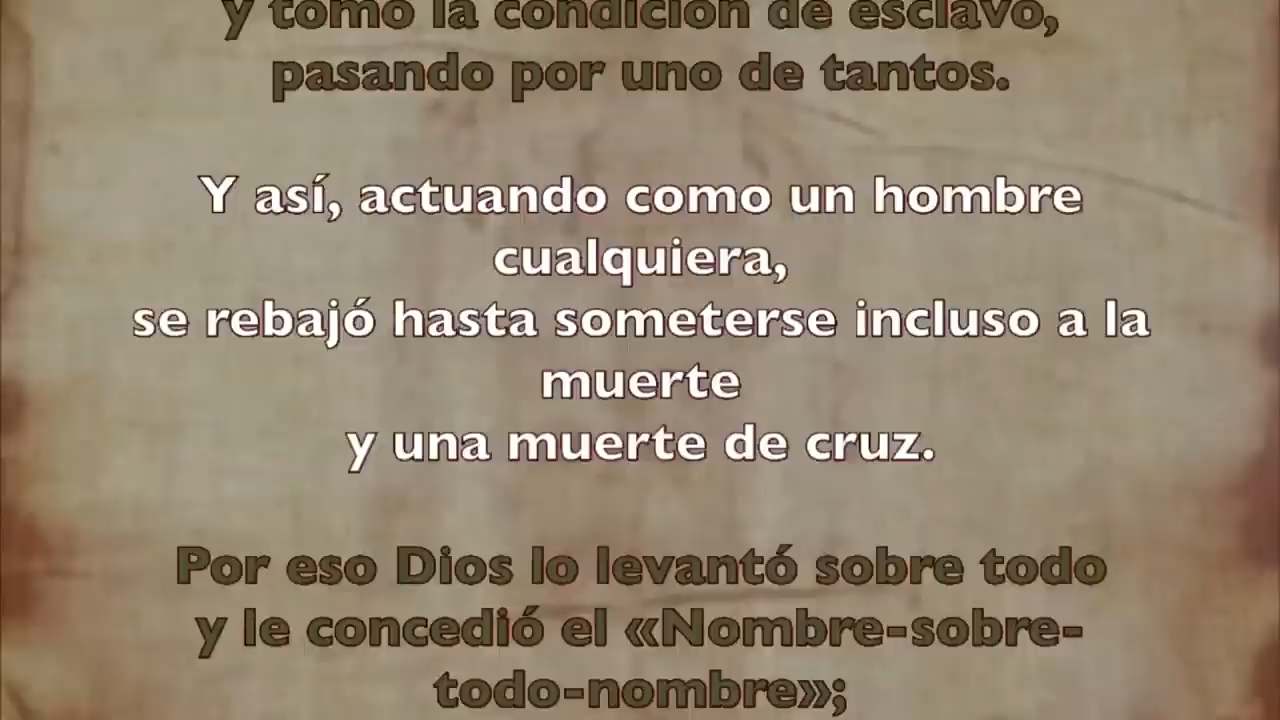 y tomó la condición de esclavo,
pasando por uno de tantos.
Y así, actuando como un hombre
cualquiera,
se rebajó hasta someterse incluso a la
muerte
y una muerte de cruz.
Por eso Dios lo levantó sobre todo
y le concedió el «Nombre-sobre-
todo-nombre»;